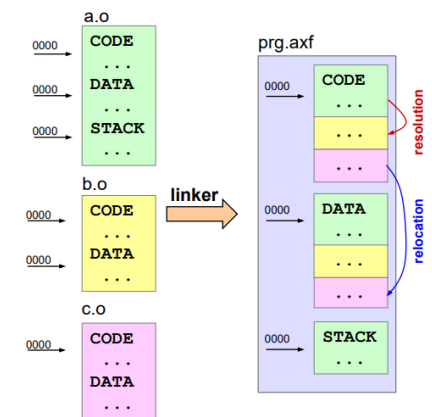 a.o
0000
CODE
...
0000
DATA
...
0000
STACK
...
b.o
0000
CODE
...
0000
DATA
...
c.o
0000
CODE
...
DATA
...
linker
prg.axf
0000
CODE
...
...
...
0000
DATA
...
...
...
0000
STACK
...
resolution
relocation